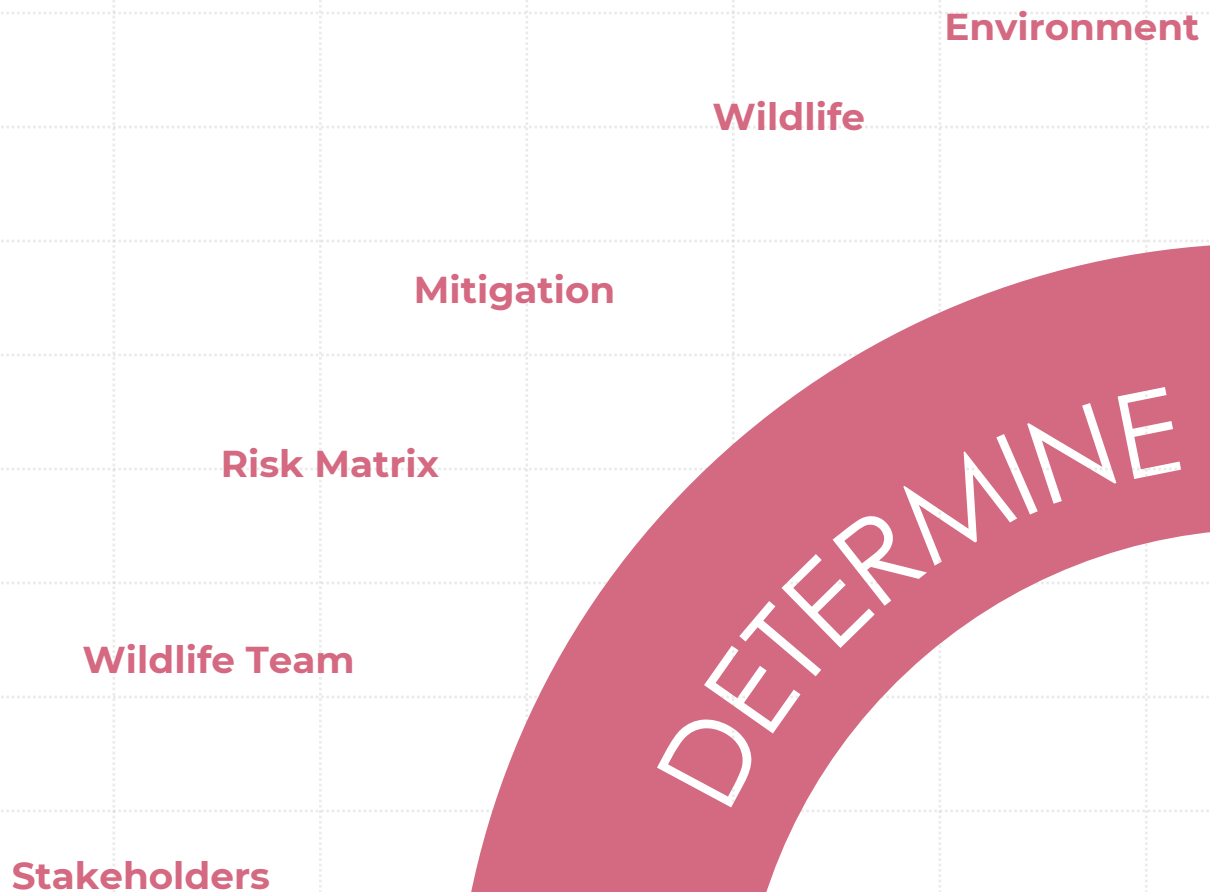 Environment
Wildlife
Mitigation
Risk Matrix
Wildlife Team
Stakeholders
DETERMINE